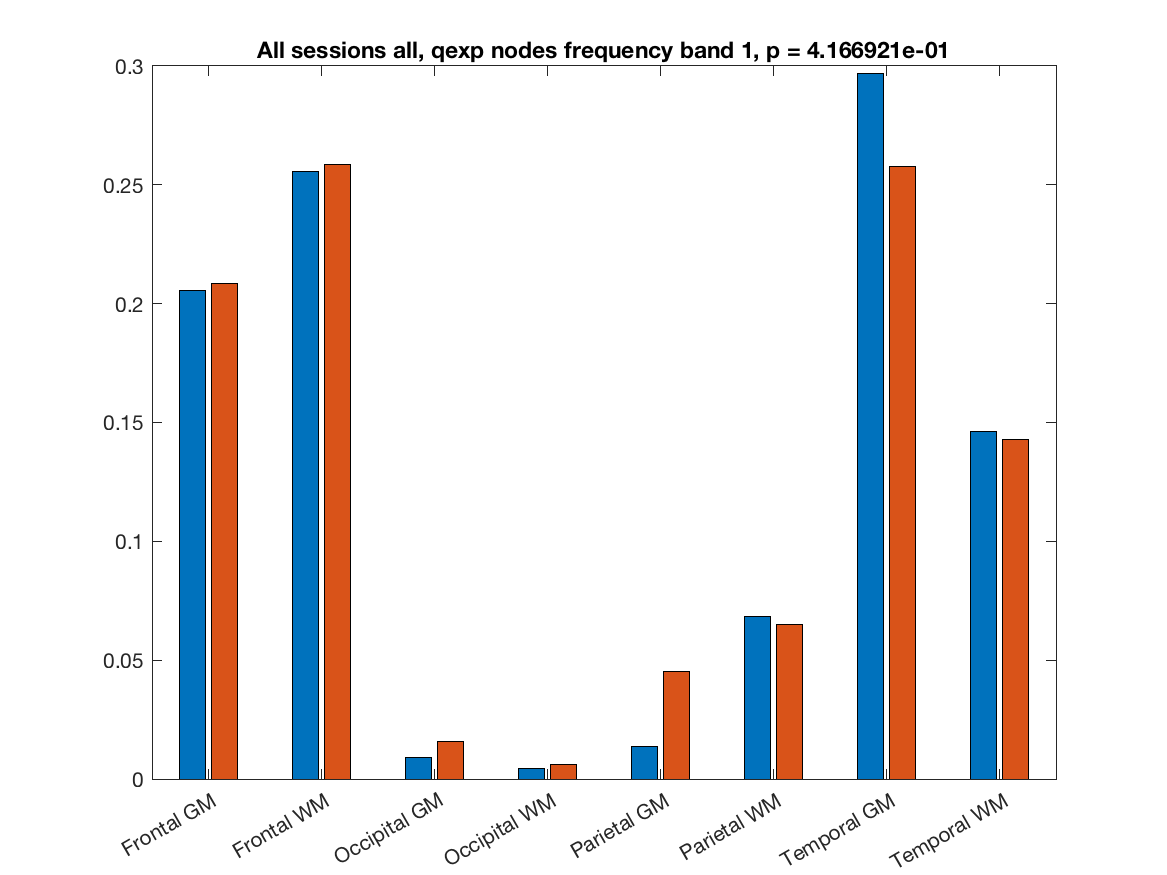 All sessions all, qexp nodes frequency band 1, p = 4.166921e-01
0.3
0.25
0.2
0.15
0.1
0.05
0
Frontal GM
Frontal WM
Occipital GM
Occipital WM
Parietal GM
Parietal WM
Temporal GM
Temporal WM